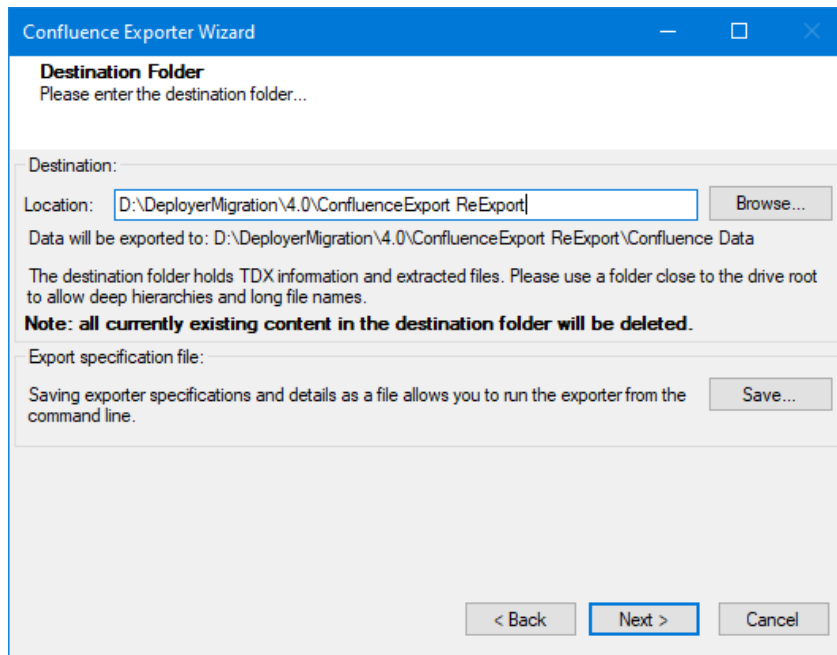 Confluence Exporter Wizard
Destination Folder
Please enter the destination folder...
Destination:
Location: D:\DeployerMigration\4.0\ConfluenceExport ReExport Browse...
Data will be exported to: D:\DeployerMigration\4.0\ConfluenceExport ReExport\Confluence Data
The destination folder holds TDX information and extracted files. Please use a folder close to the drive root
to allow deep hierarchies and long file names.
Note: all currently existing content in the destination folder will be deleted.
Export specification file:
Saving exporter specifications and details as a file allows you to run the exporter from the Save...
command line.
< Back Next > Cancel